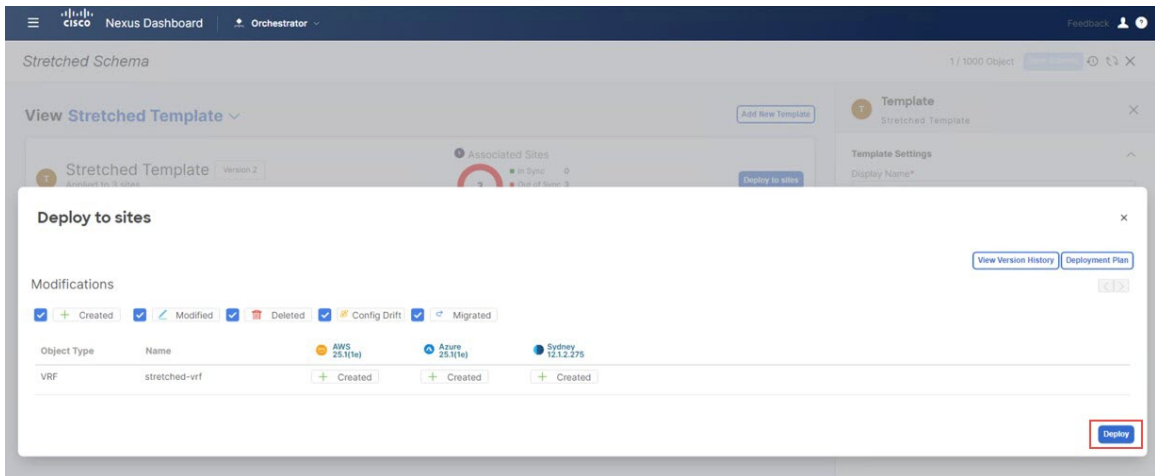 CISCO Nexus Dashboard Orchestrator Feedback
Stretched Schema 1 / 1000 Object
View Stretched Template Add New Template
T Template
Stretched Template
T Stretched Template Version 2
Applied to 3 sites
Associated Sites
In Sync 0
3 Out of Sync 3
Deploy to sites
Template Settings
Display Name*
Deploy to sites
View Version History Deployment Plan
Modifications
Created Modified Deleted Config Drift Migrated
Object Type Name AWS 25.1(1e) Azure 25.1(1e) Sydney 12.1.2.275
VRF stretched-vrf Created Created Created
Deploy